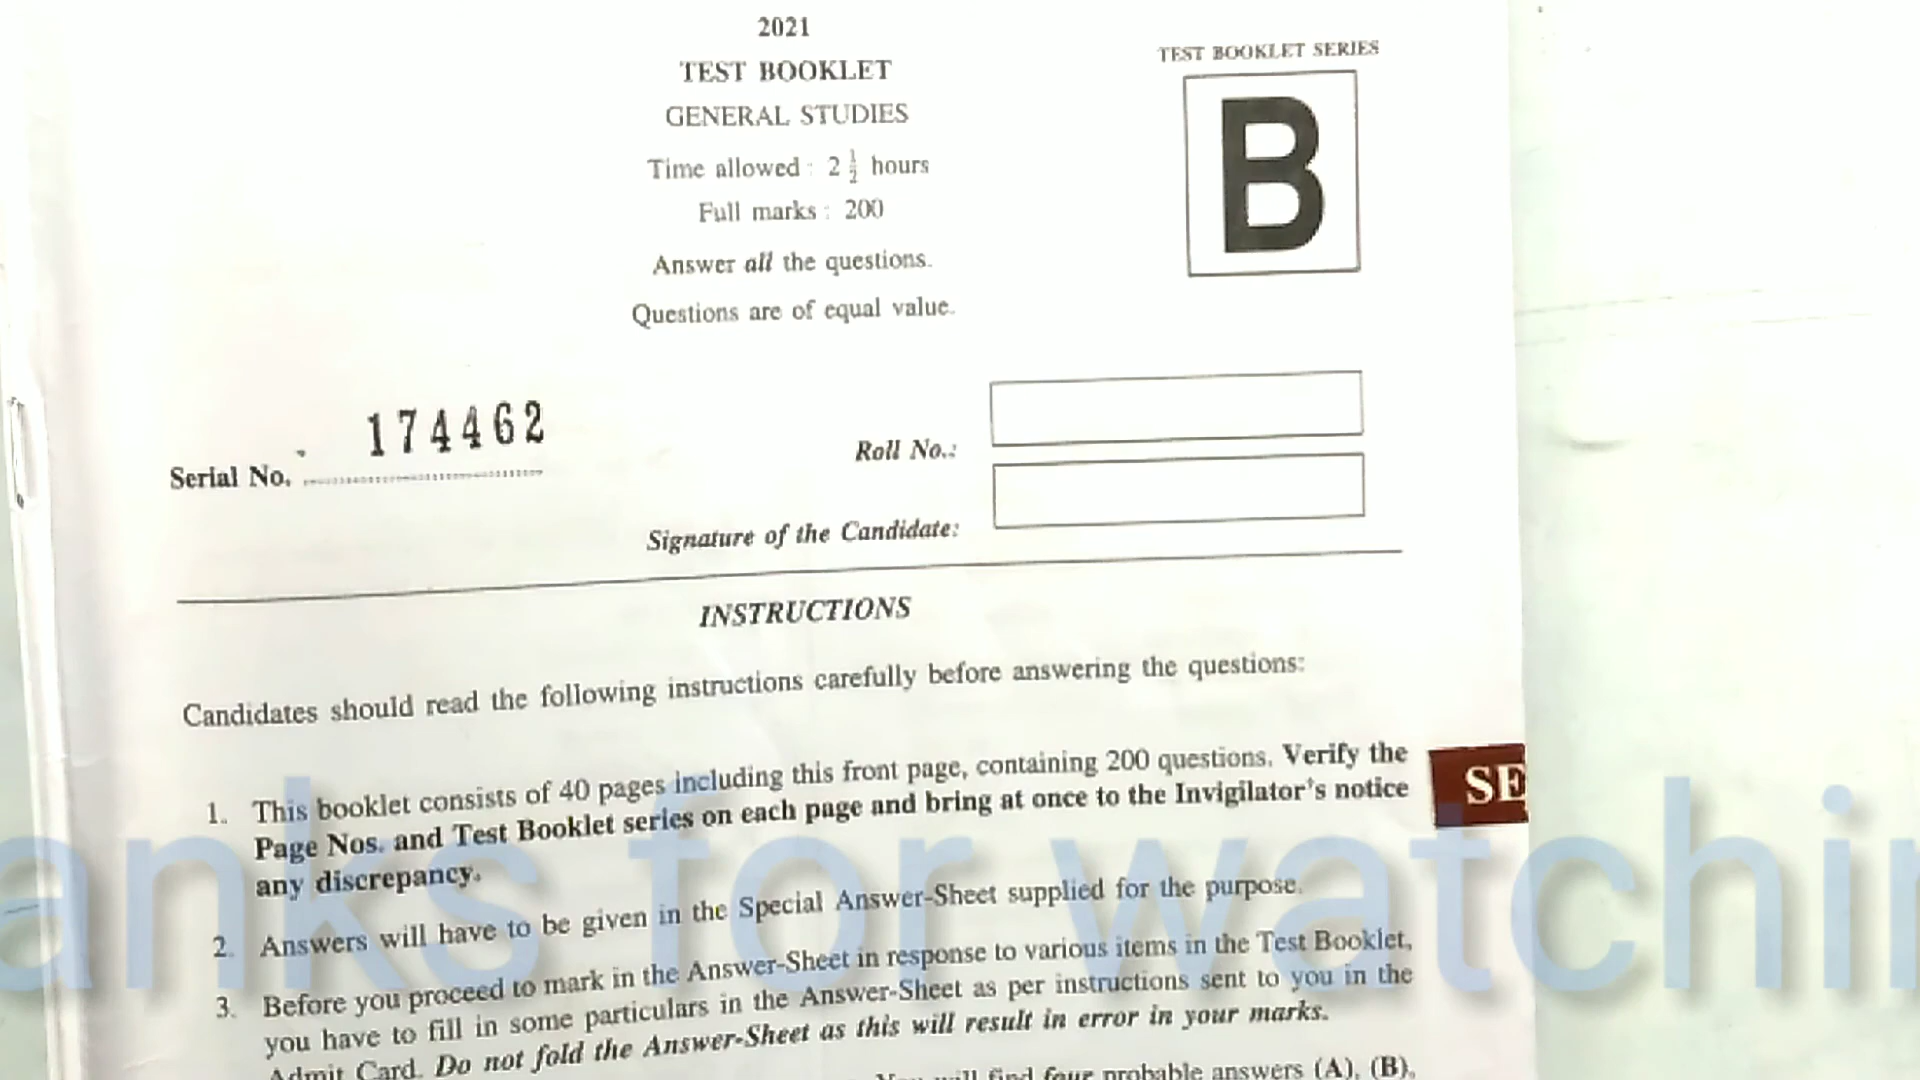 2021
TEST BOOKLET
GENERAL STUDIES
Time allowed : 2 1/2 hours
Full marks : 200
Answer all the questions.
Questions are of equal value.
TEST BOOKLET SERIES
B
Serial No. 174462
Roll No.:
Signature of the Candidate:
INSTRUCTIONS
Candidates should read the following instructions carefully before answering the questions:
1. This booklet consists of 40 pages including this front page, containing 200 questions. Verify the
Page Nos. and Test Booklet series on each page and bring at once to the Invigilator's notice
any discrepancy.
2. Answers will have to be given in the Special Answer-Sheet supplied for the purpose.
3. Before you proceed to mark in the Answer-Sheet in response to various items in the Test Booklet,
you have to fill in some particulars in the Answer-Sheet as per instructions sent to you in the
Admit Card. Do not fold the Answer-Sheet as this will result in error in your marks.
You will find four probable answers (A), (B),
SE
anks for watchin